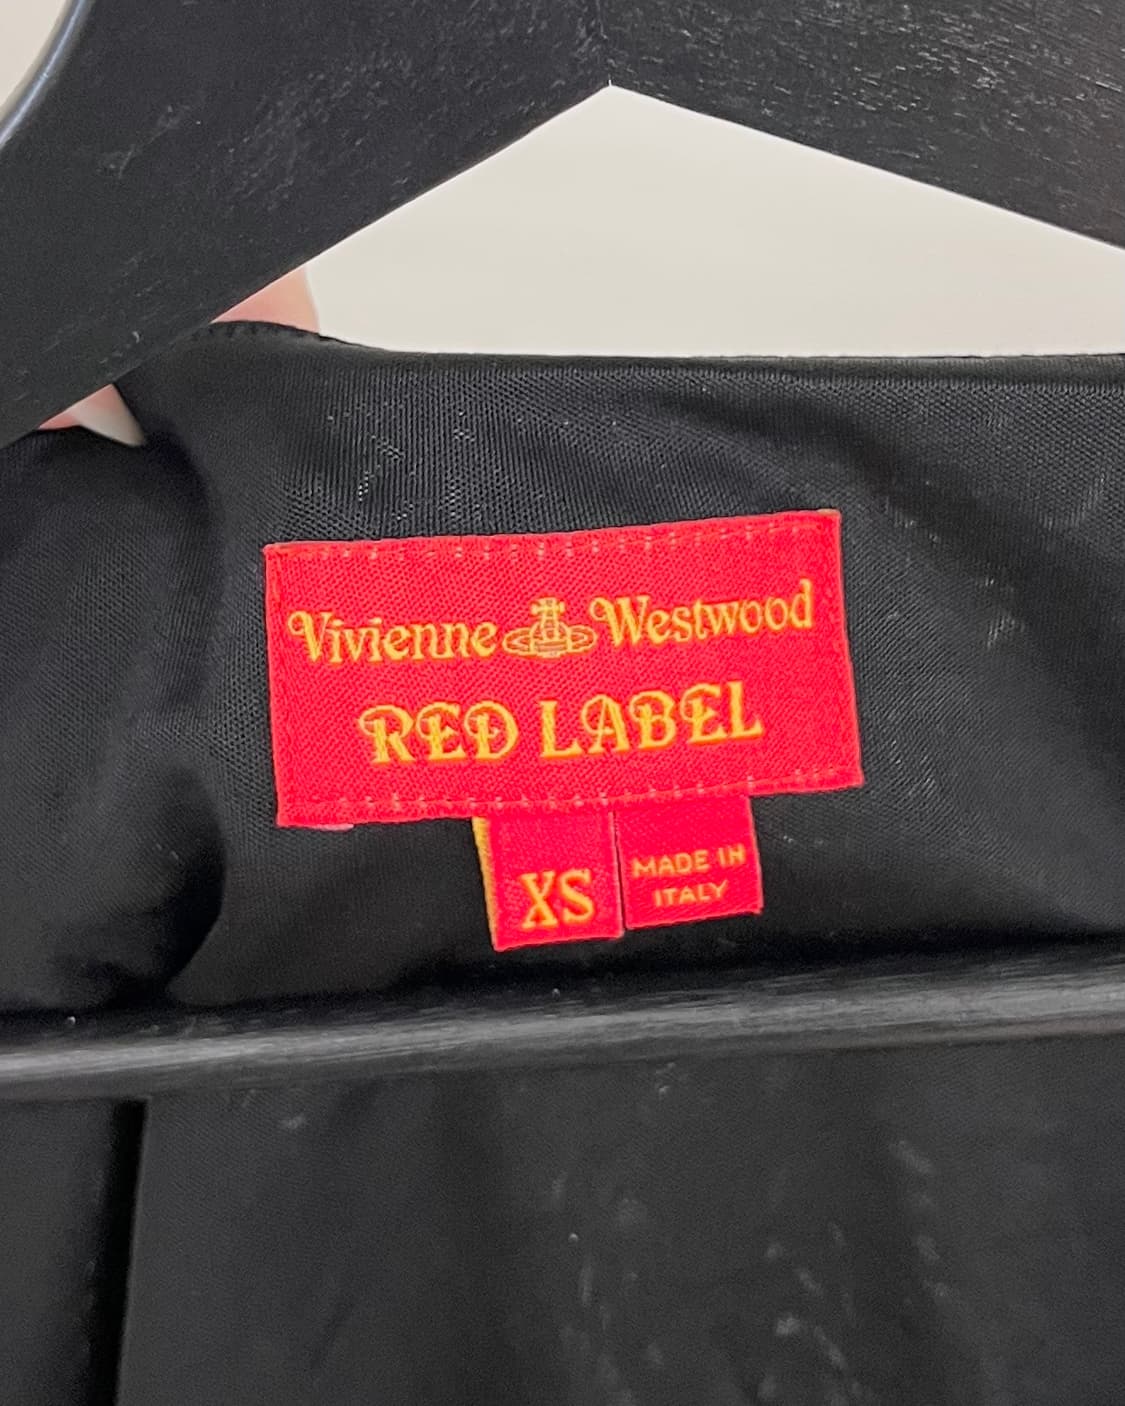 Vivienne Westwood
RED LABEL
XS
MADE IN
ITALY